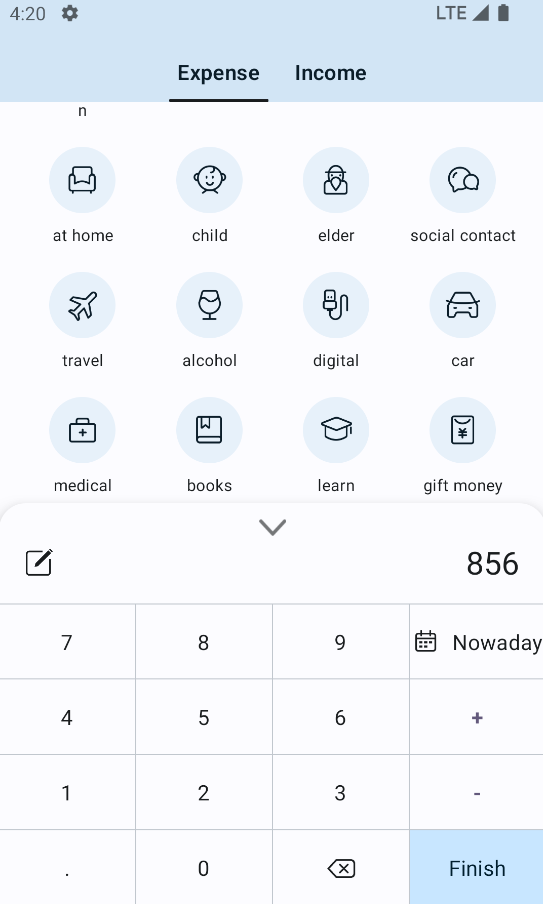 4:20 LTE
Expense Income
n
at home child elder social contact
travel alcohol digital car
medical books learn gift money
856
7 8 9 Nowaday
4 5 6 +
1 2 3 -
. 0 Finish